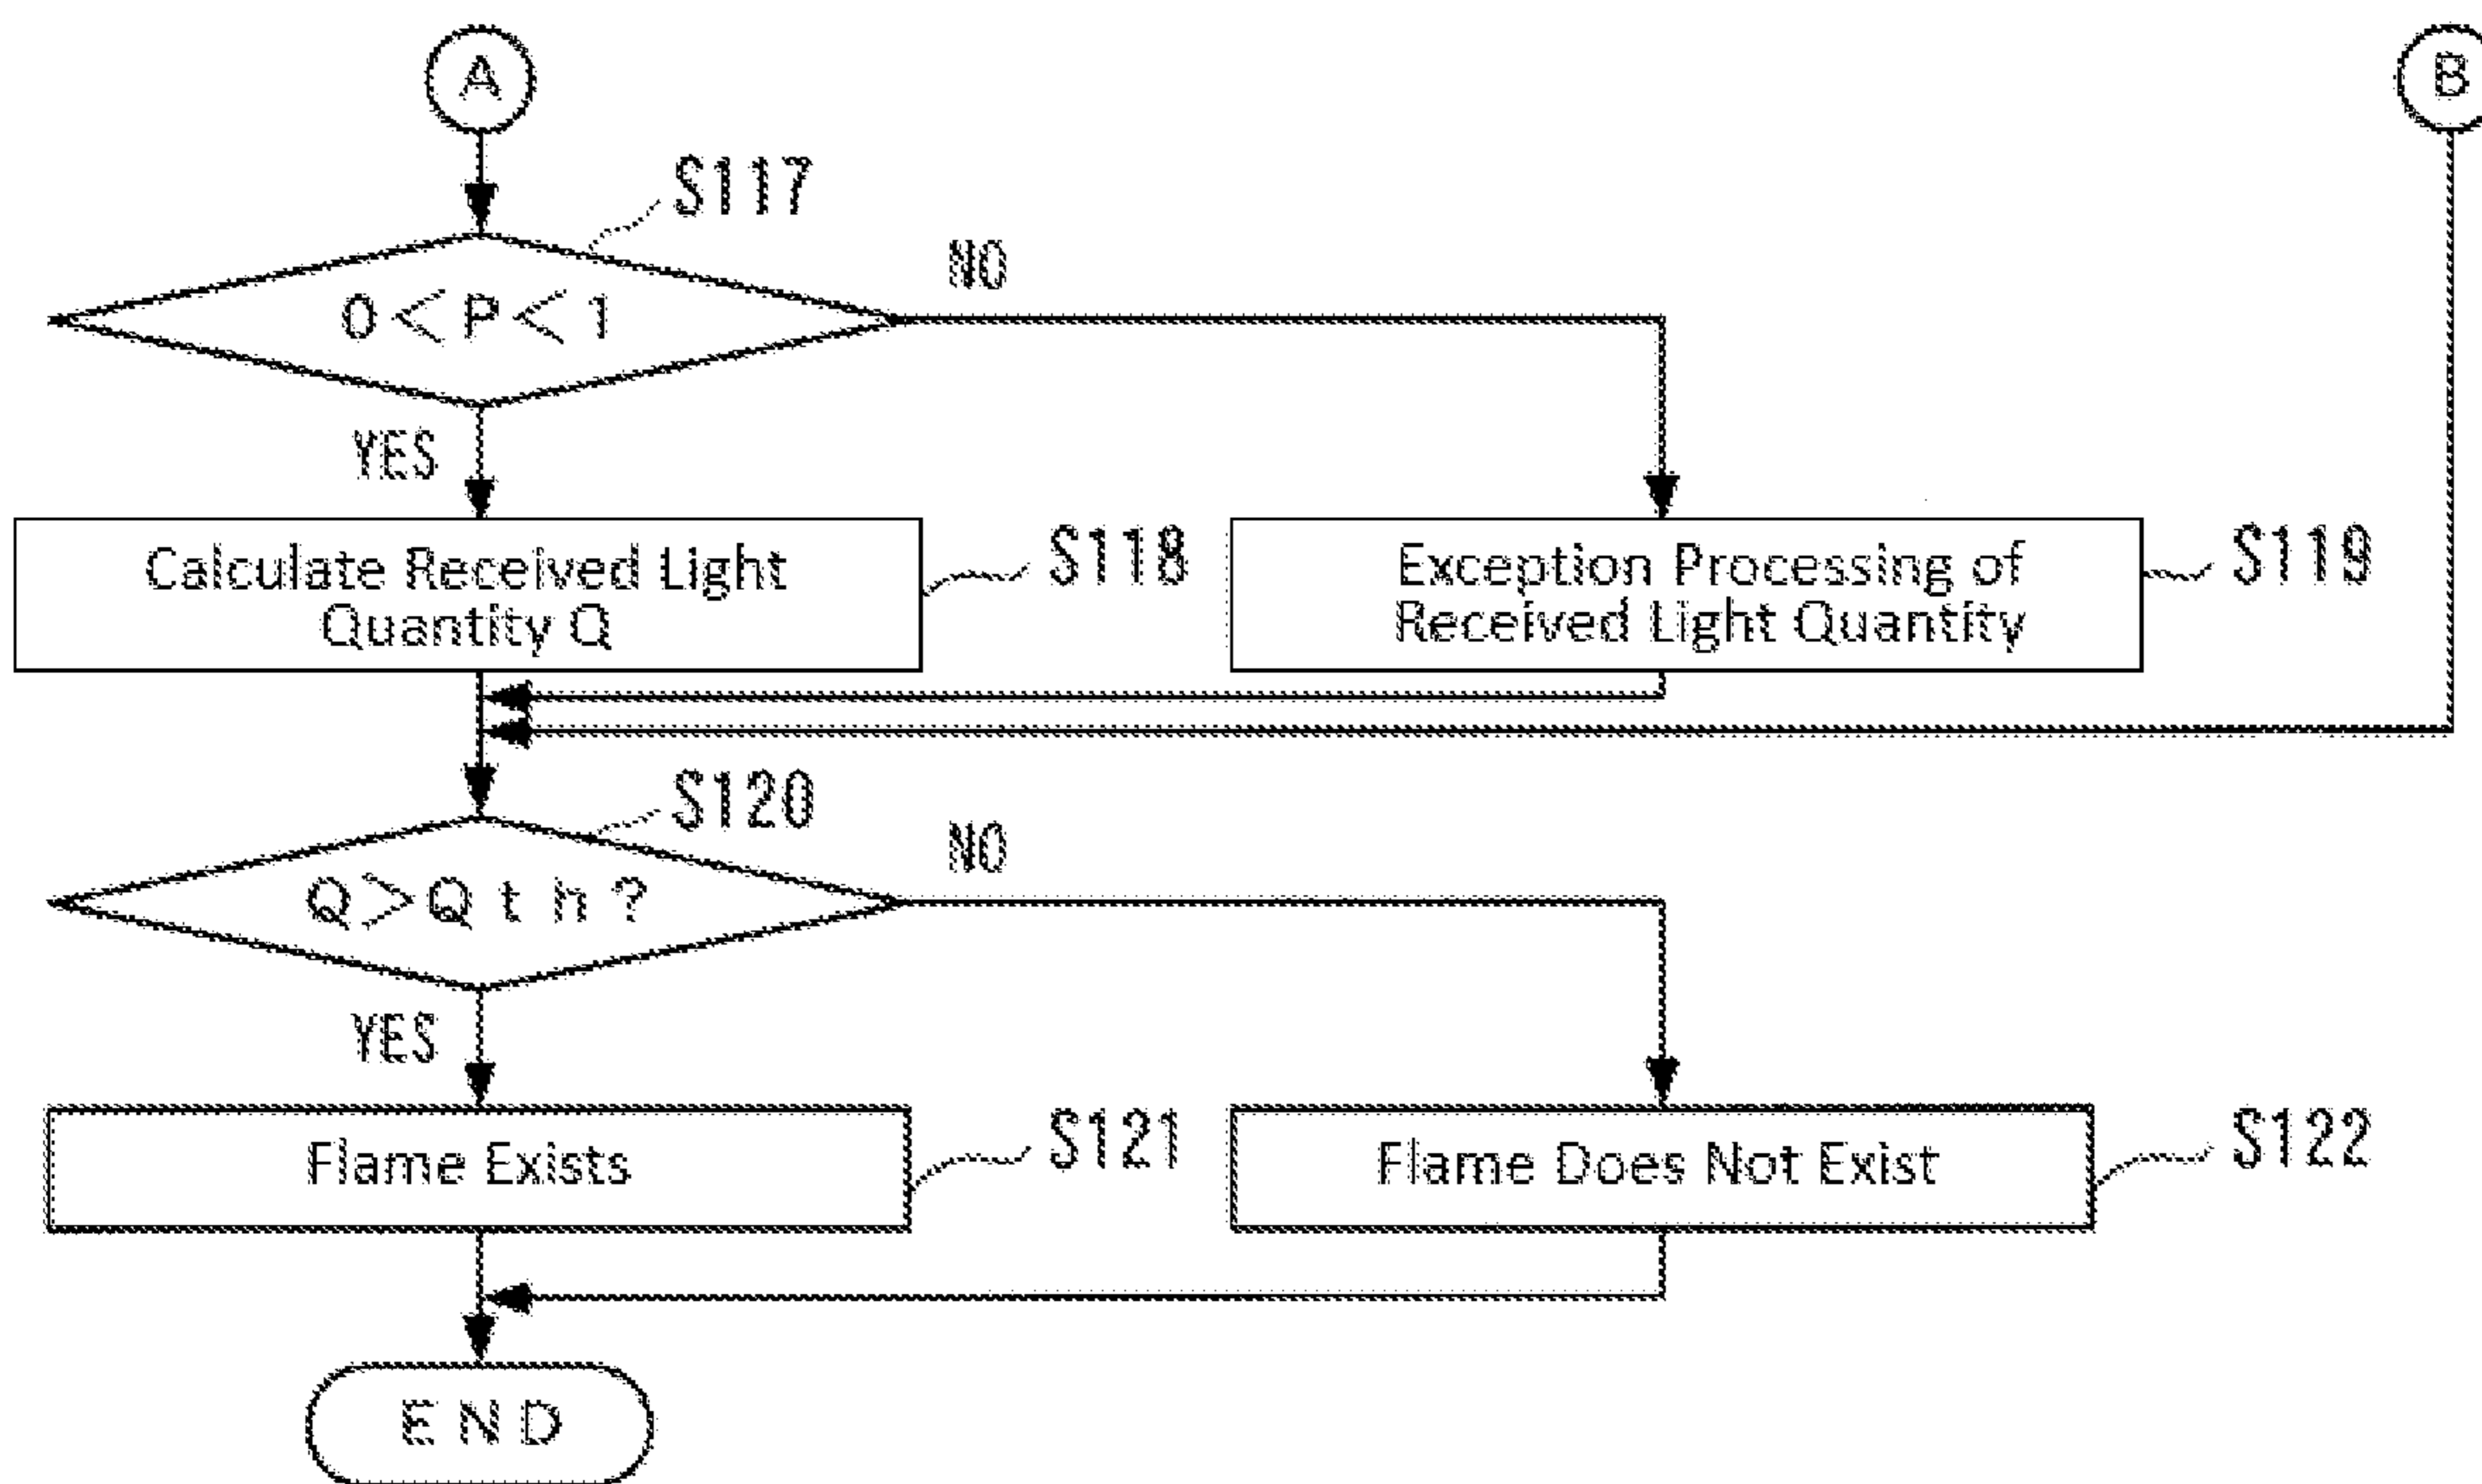 A
B
S117
0<P<1
NO
YES
Calculate Received Light
Quantity Q
S118
Exception Processing of
Received Light Quantity
S119
S120
Q>Qth?
NO
YES
Flame Exists
S121
Flame Does Not Exist
S122
END